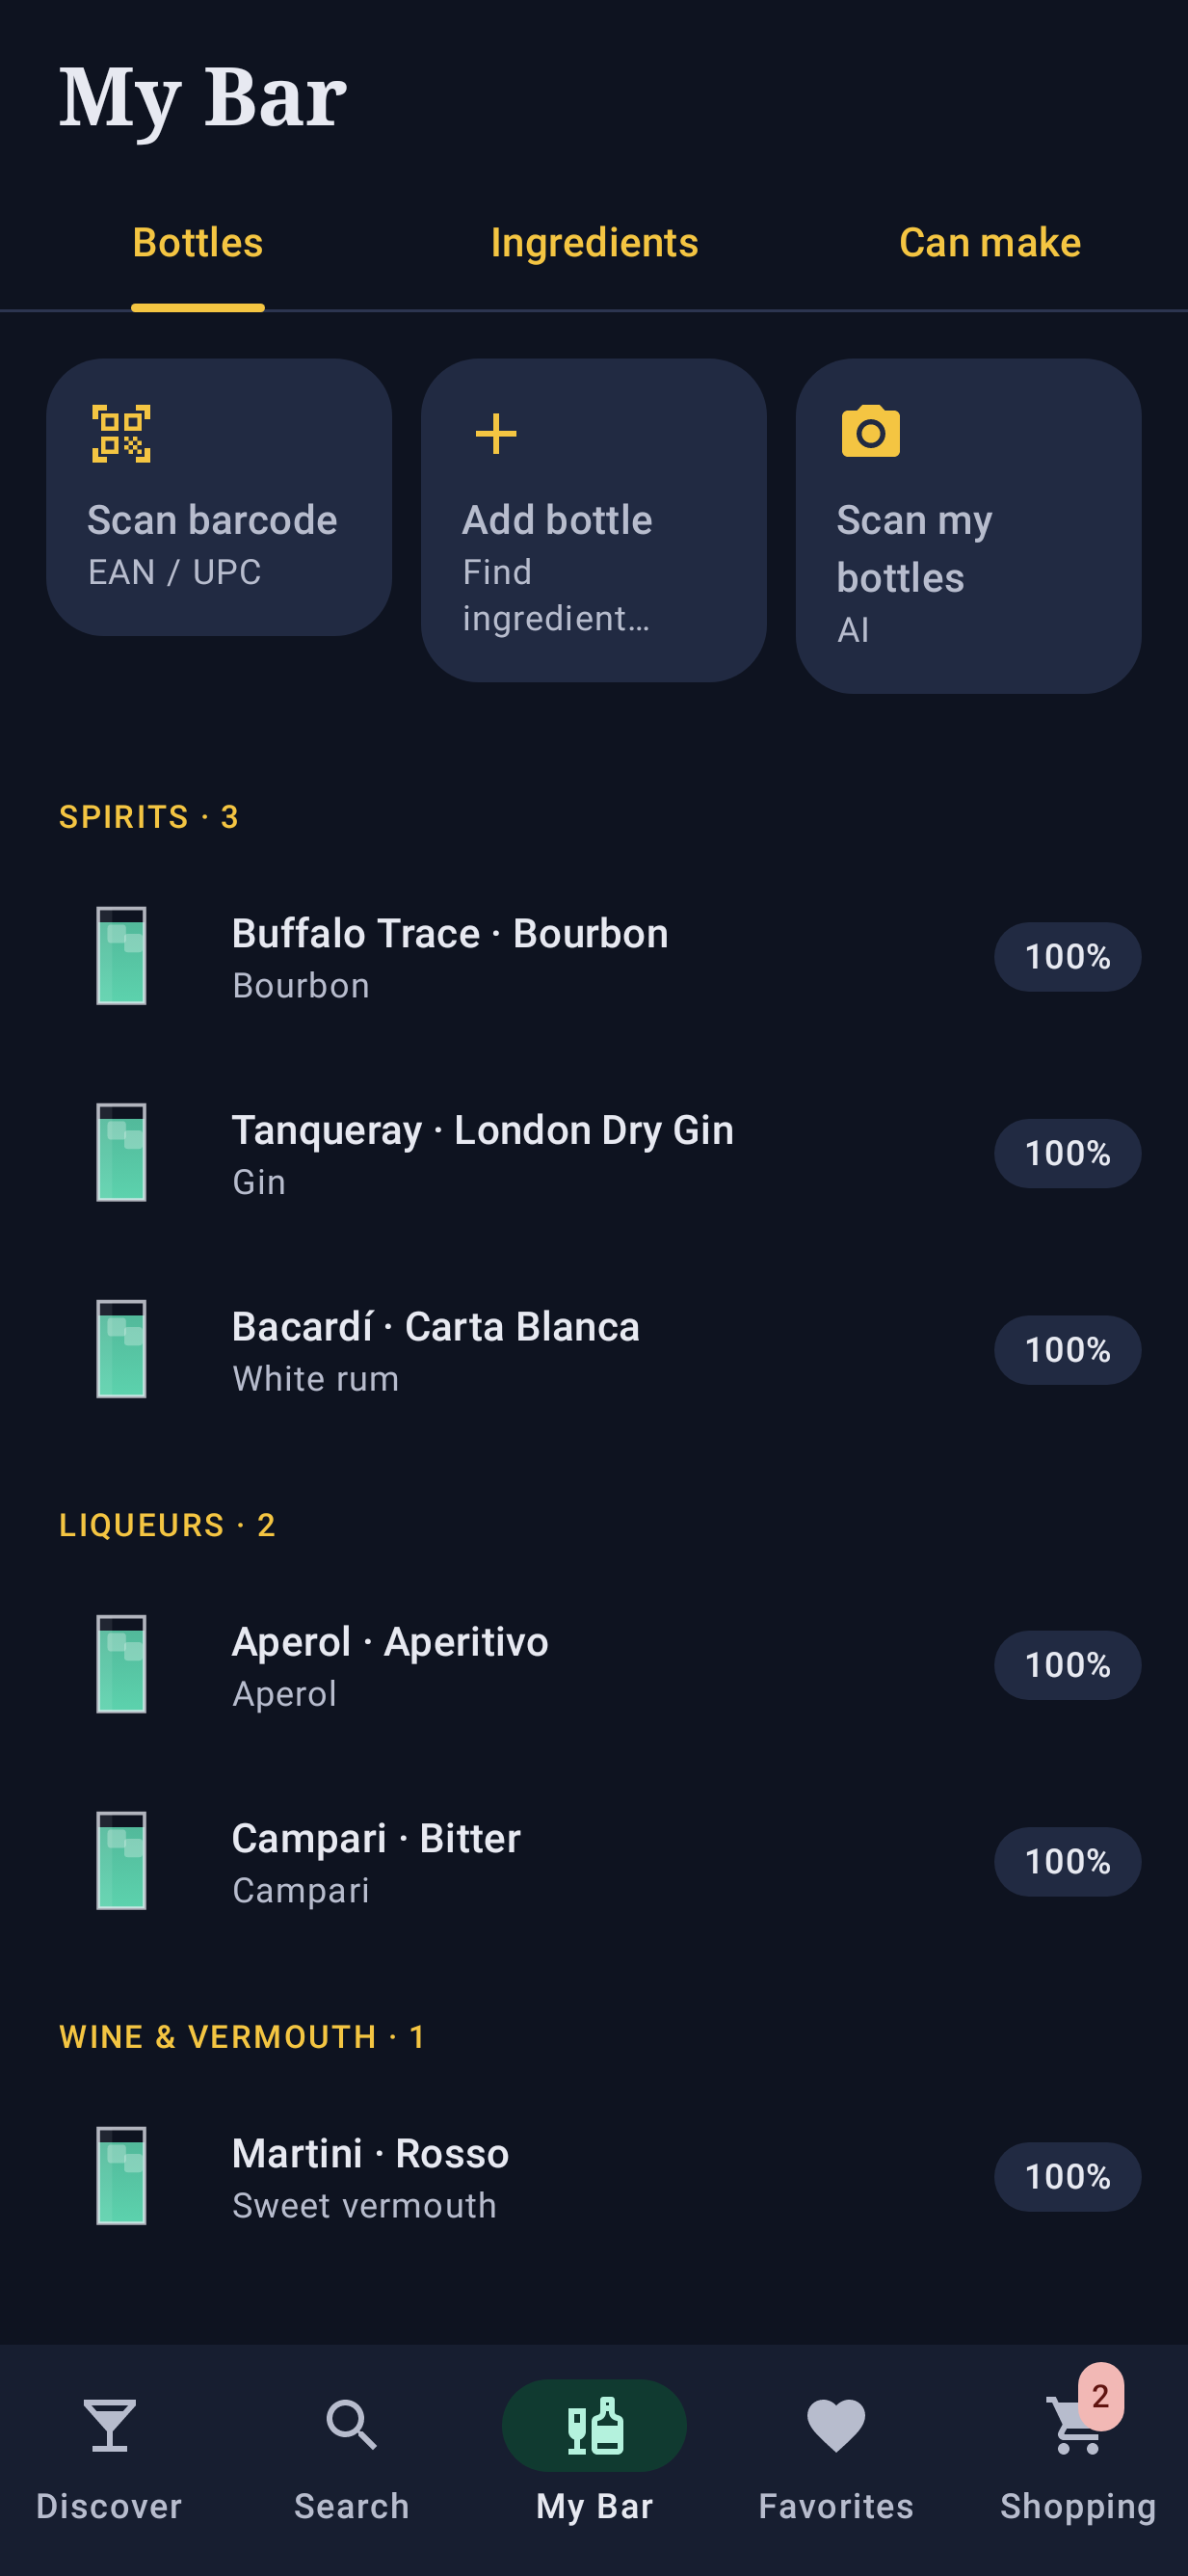 My Bar
Bottles
Ingredients
Can make
Scan barcode
EAN / UPC
Add bottle
Find
ingredient…
Scan my
bottles
AI
SPIRITS · 3
Buffalo Trace · Bourbon
Bourbon
100%
Tanqueray · London Dry Gin
Gin
100%
Bacardí · Carta Blanca
White rum
100%
LIQUEURS · 2
Aperol · Aperitivo
Aperol
100%
Campari · Bitter
Campari
100%
WINE & VERMOUTH · 1
Martini · Rosso
Sweet vermouth
100%
2
Discover
Search
My Bar
Favorites
Shopping